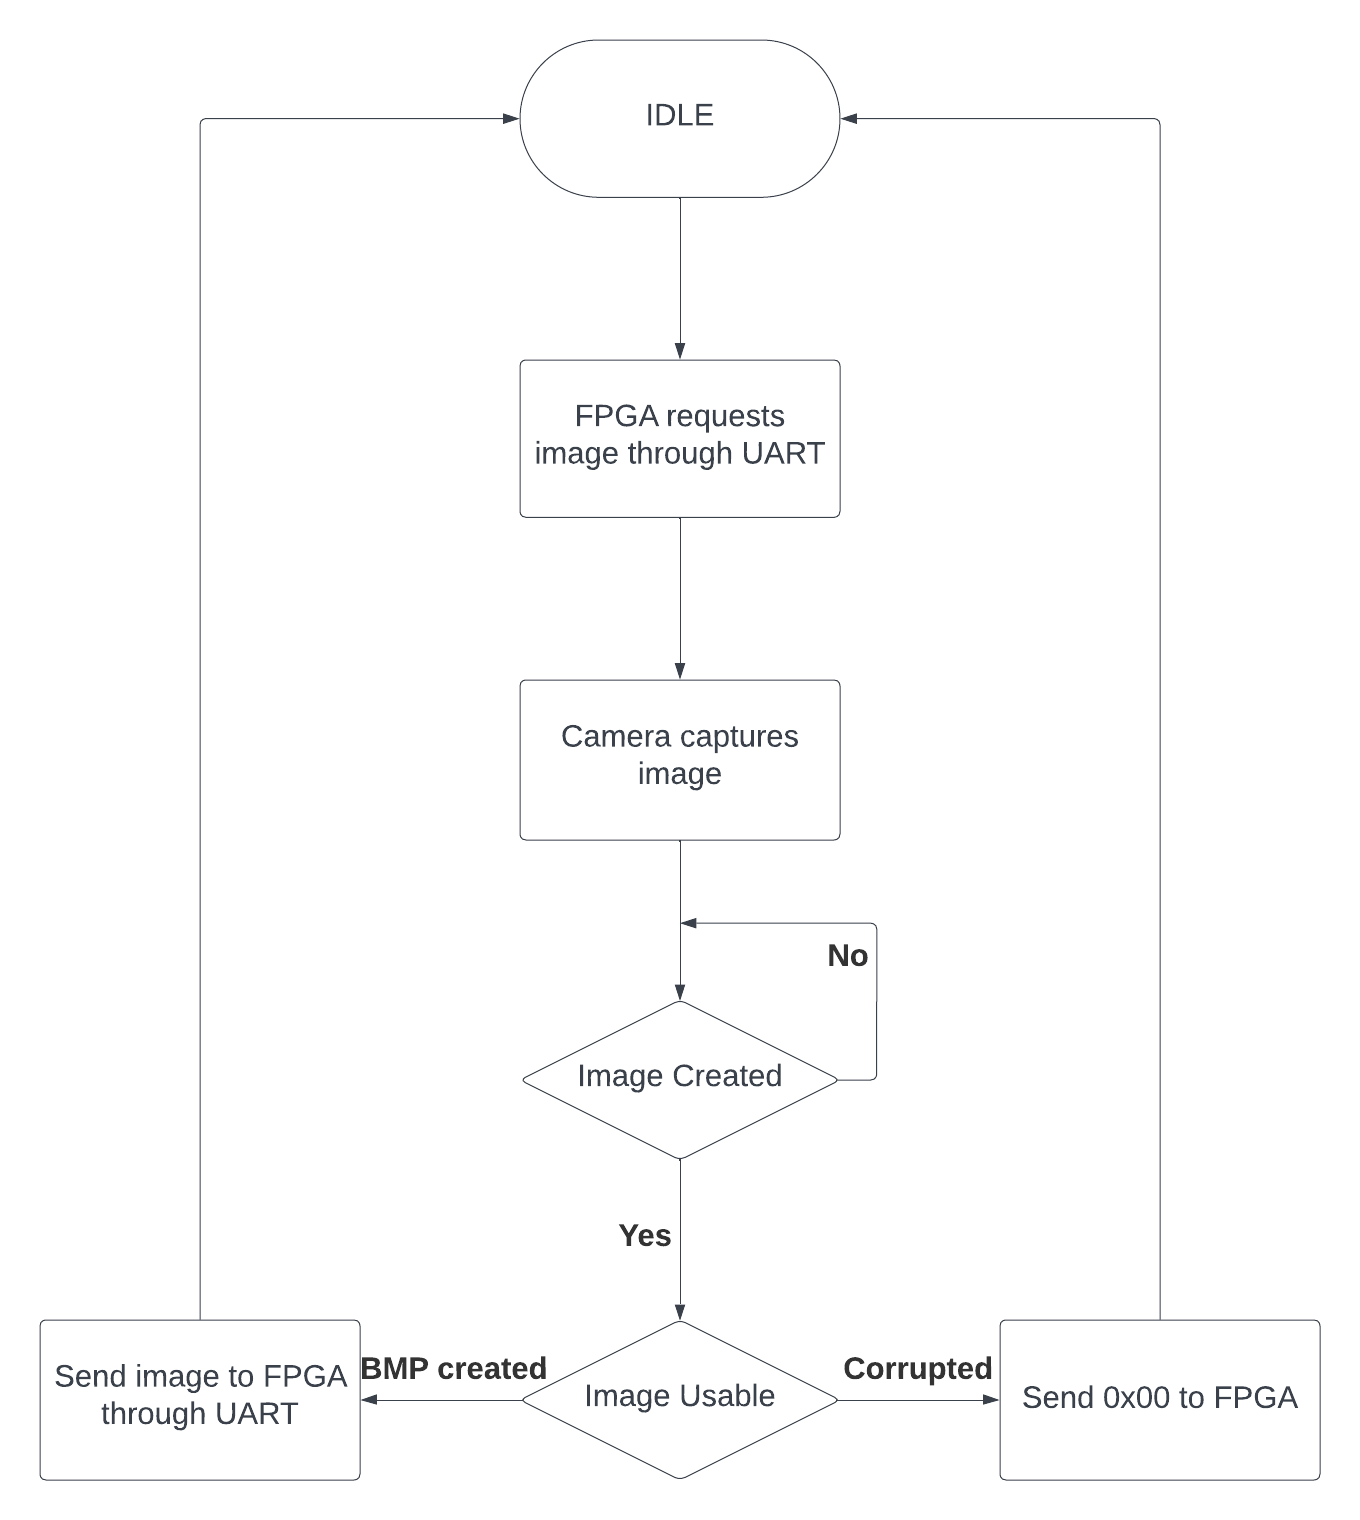 IDLE
FPGA requests
image through UART
Camera captures
image
No
Image Created
Yes
Send image to FPGA
through UART
BMP created
Image Usable
Corrupted
Send 0x00 to FPGA